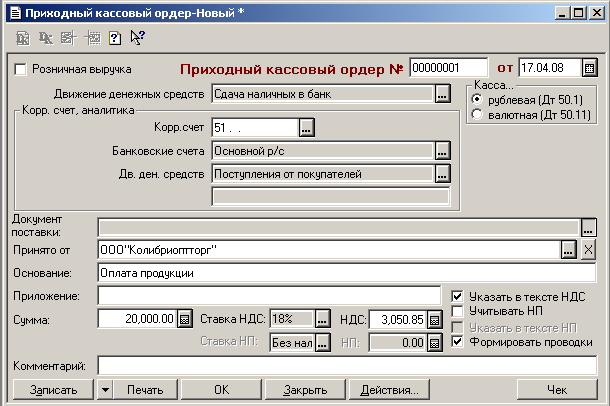 Приходный кассовый ордер-Новый *
Розничная выручка
Приходный кассовый ордер № 00000001 от 17.04.08
Движение денежных средств Сдача наличных в банк ...
Касса...
рублевая (Дт 50.1)
валютная (Дт 50.11)
Корр. счет, аналитика
Корр.счет 51 . . ...
Банковские счета Основной р/с ...
Дв. ден. средств Поступления от покупателей ...
Документ
поставки: ...
Принято от ООО"Колибриоптторг" ... X
Основание: Оплата продукции
Приложение:
Указать в тексте НДС
Сумма: 20,000.00 Ставка НДС: 18% ... НДС: 3,050.85
Учитывать НП
Указать в тексте НП
Ставка НП: Без нал ... НП: 0.00
Формировать проводки
Комментарий:
Записать Печать OK Закрыть Действия... Чек